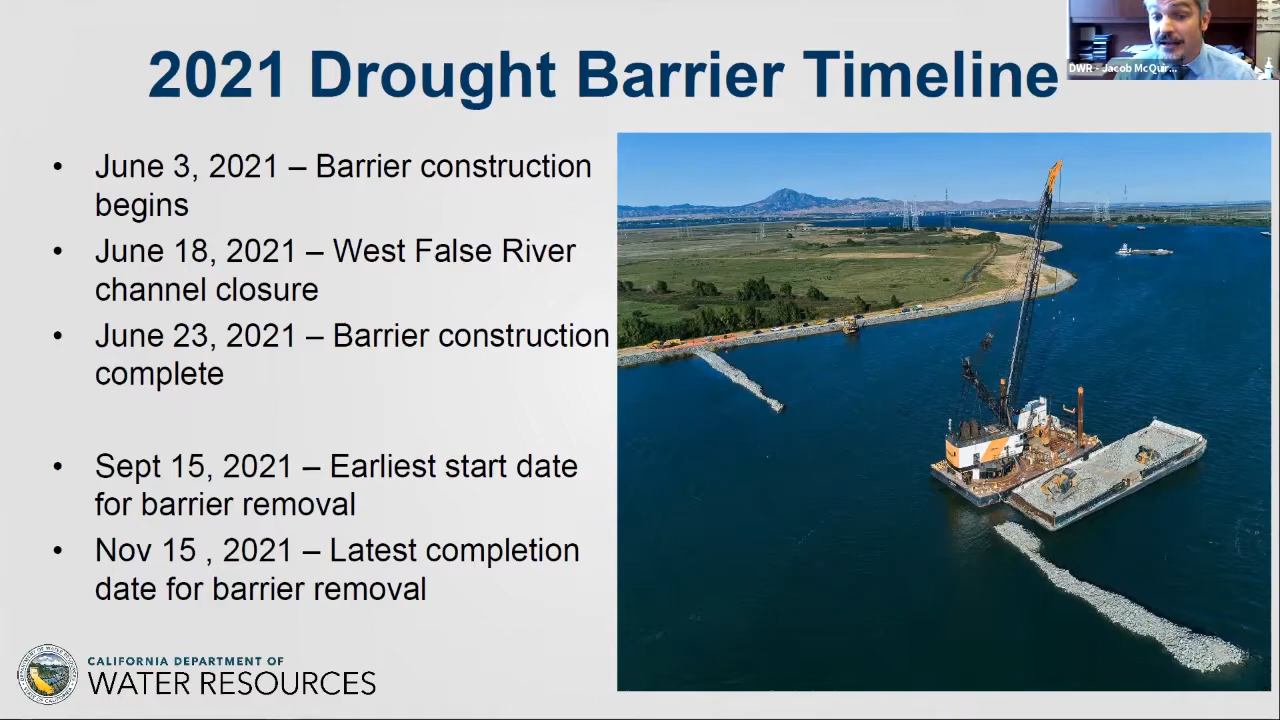 2021 Drought Barrier Timeline
DWR - Jacob McQuir...
• June 3, 2021 – Barrier construction
begins
• June 18, 2021 – West False River
channel closure
• June 23, 2021 – Barrier construction
complete
• Sept 15, 2021 – Earliest start date
for barrier removal
• Nov 15 , 2021 – Latest completion
date for barrier removal
CALIFORNIA DEPARTMENT OF
WATER RESOURCES